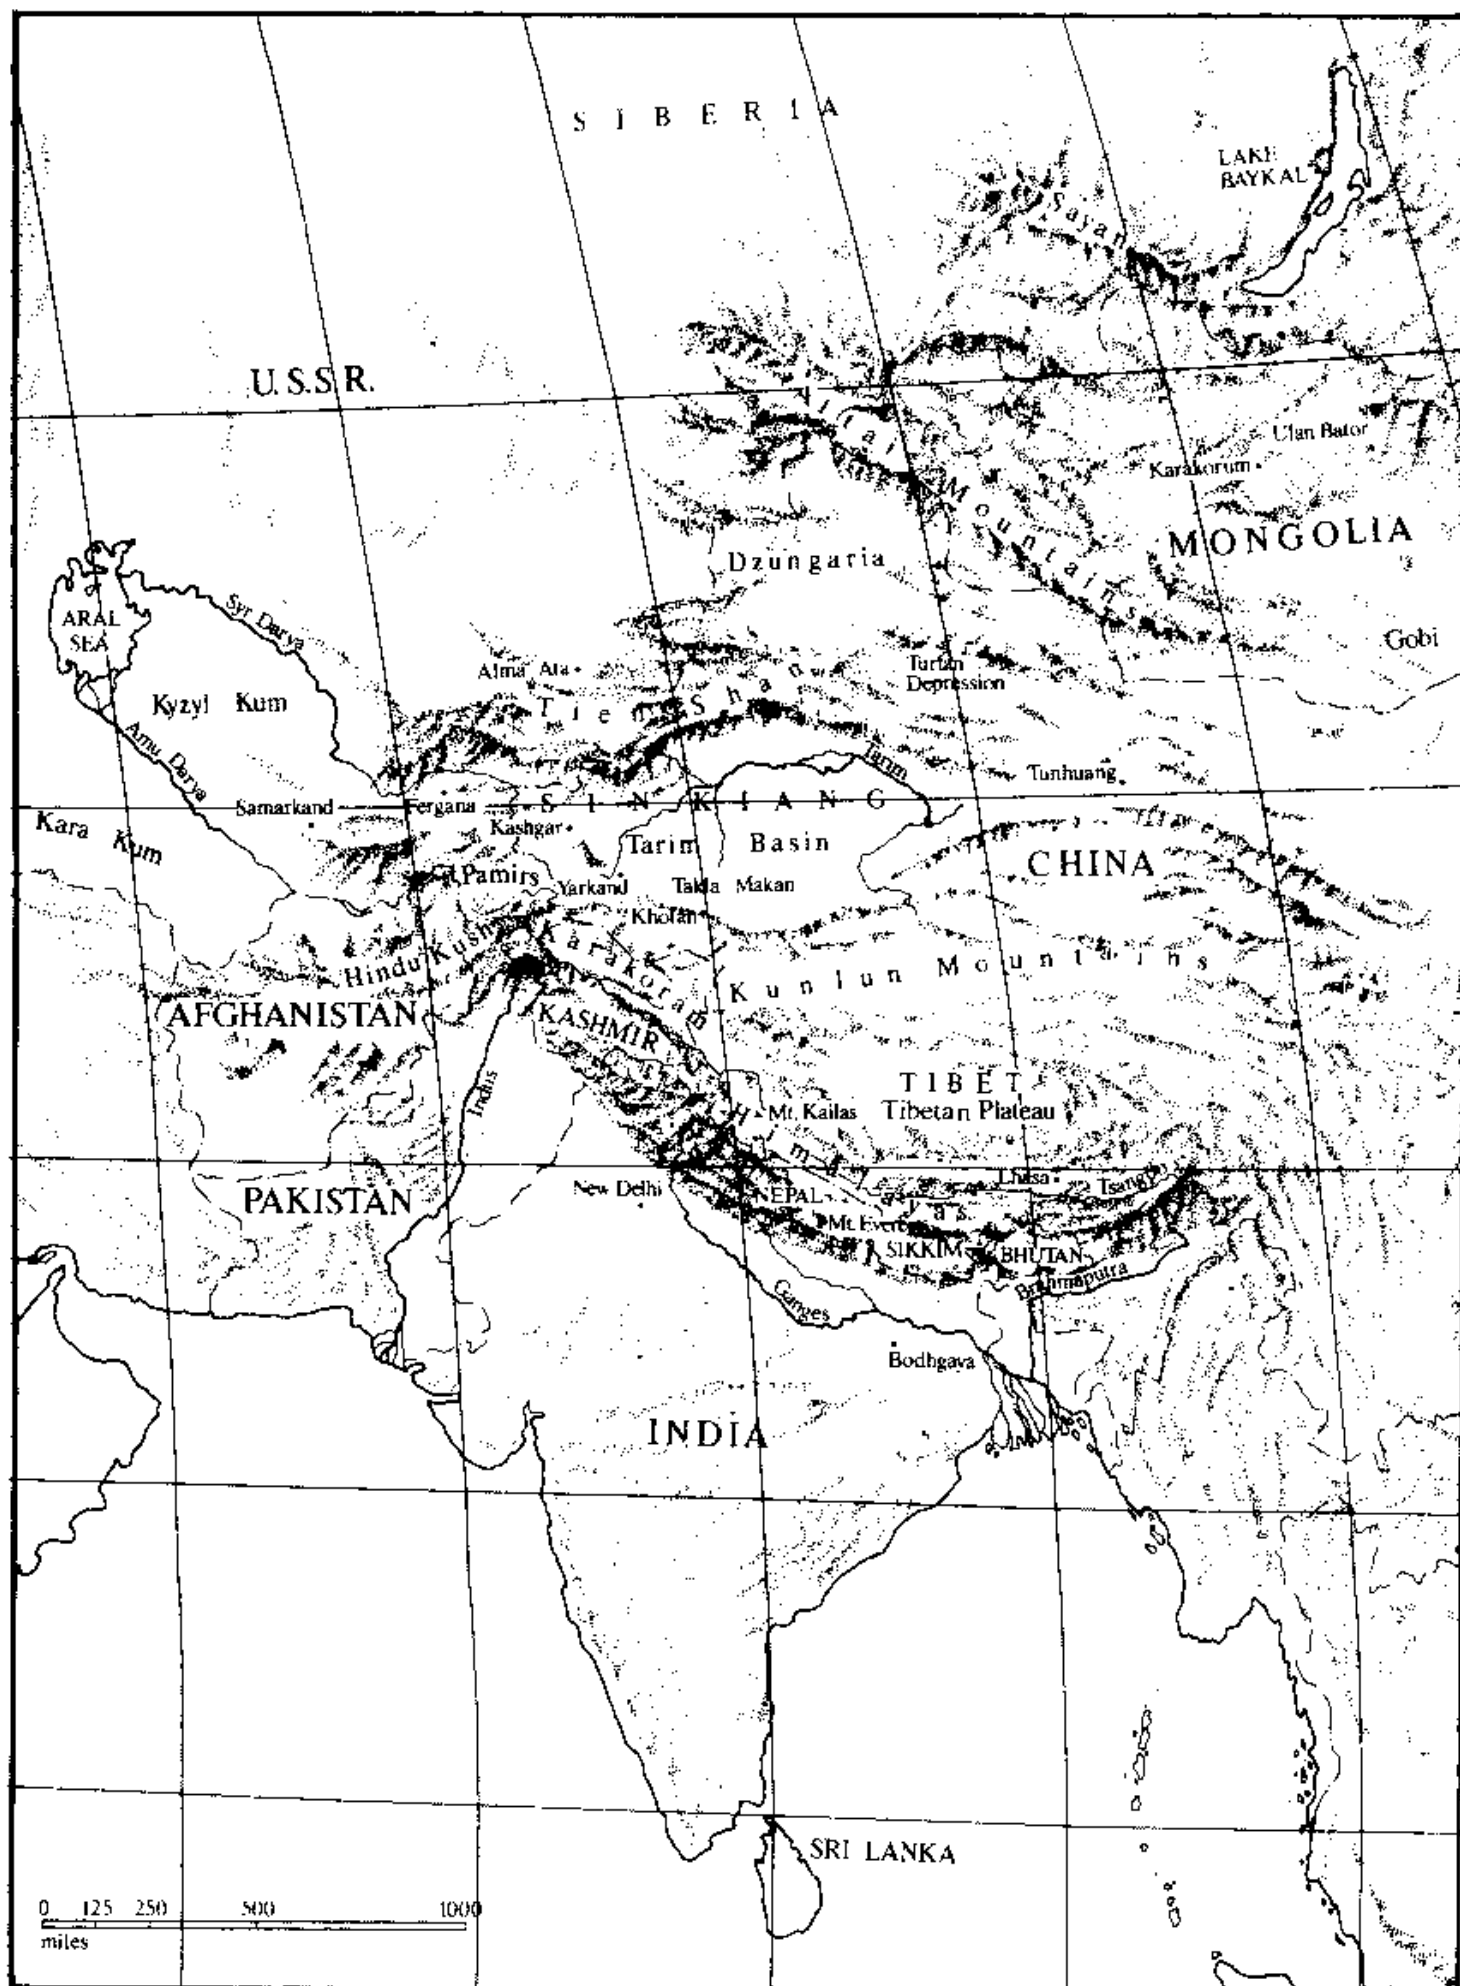 SIBERIA
LAKE
BAYKAL
Sayan
U.S.S.R.
Altai Mountains
Ulan Bator
Karakorum
MONGOLIA
Dzungaria
Gobi
ARAL
SEA
Syr Darya
Kyzyl Kum
Amu Darya
Alma Ata
Tien Shan
Turfan
Depression
Tarim
Tunhuang
Samarkand
Fergana
SINKIANG
Kara Kum
Kashgar
Tarim Basin
CHINA
Pamirs
Yarkand
Takla Makan
Khotan
Hindu Kush
Karakoram
Kunlun Mountains
AFGHANISTAN
KASHMIR
Indus
TIBET
Mt. Kailas
Tibetan Plateau
Himalayas
Lhasa
Tsangpo
PAKISTAN
New Delhi
NEPAL
Mt. Everest
SIKKIM
BHUTAN
Brahmaputra
Ganges
Bodhgaya
INDIA
SRI LANKA
0 125 250 500 1000
miles